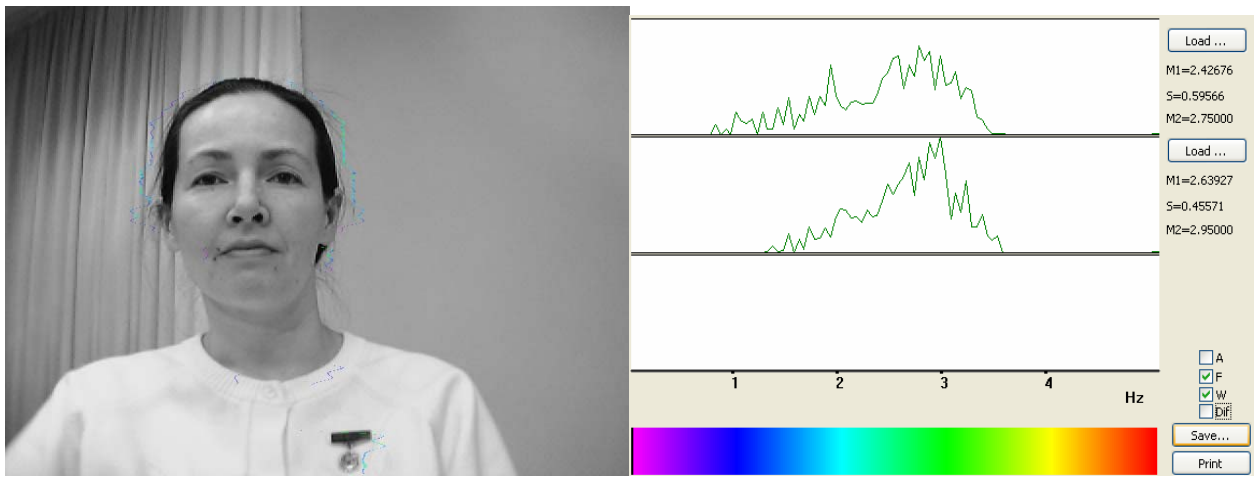 Load ...
M1=2.42676
S=0.59566
M2=2.75000
Load ...
M1=2.63927
S=0.45571
M2=2.95000
1 2 3 4
Hz
A
F
W
Dif
Save...
Print